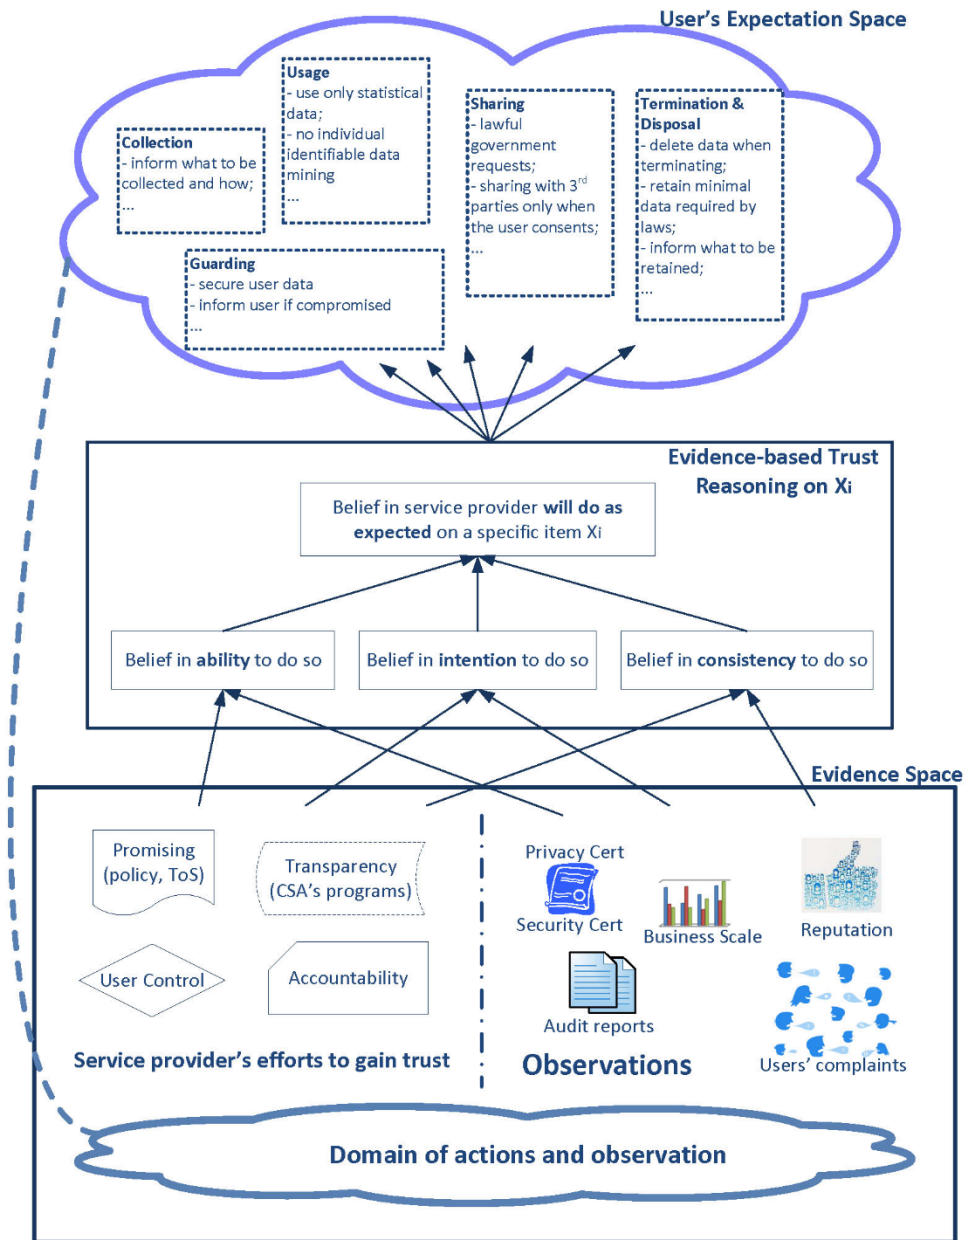 User's Expectation Space
Usage
- use only statistical
data;
- no individual
identifiable data
mining
...
Sharing
- lawful
government
requests;
- sharing with 3rd
parties only when
the user consents;
...
Termination &
Disposal
- delete data when
terminating;
- retain minimal
data required by
laws;
- inform what to be
retained;
...
Collection
- inform what to be
collected and how;
...
Guarding
- secure user data
- inform user if compromised
...
Evidence-based Trust
Reasoning on Xi
Belief in service provider will do as
expected on a specific item Xi
Belief in ability to do so
Belief in intention to do so
Belief in consistency to do so
Evidence Space
Promising
(policy, ToS)
Transparency
(CSA's programs)
User Control
Accountability
Service provider's efforts to gain trust
Privacy Cert
Security Cert
Business Scale
Reputation
Audit reports
Users' complaints
Observations
Domain of actions and observation